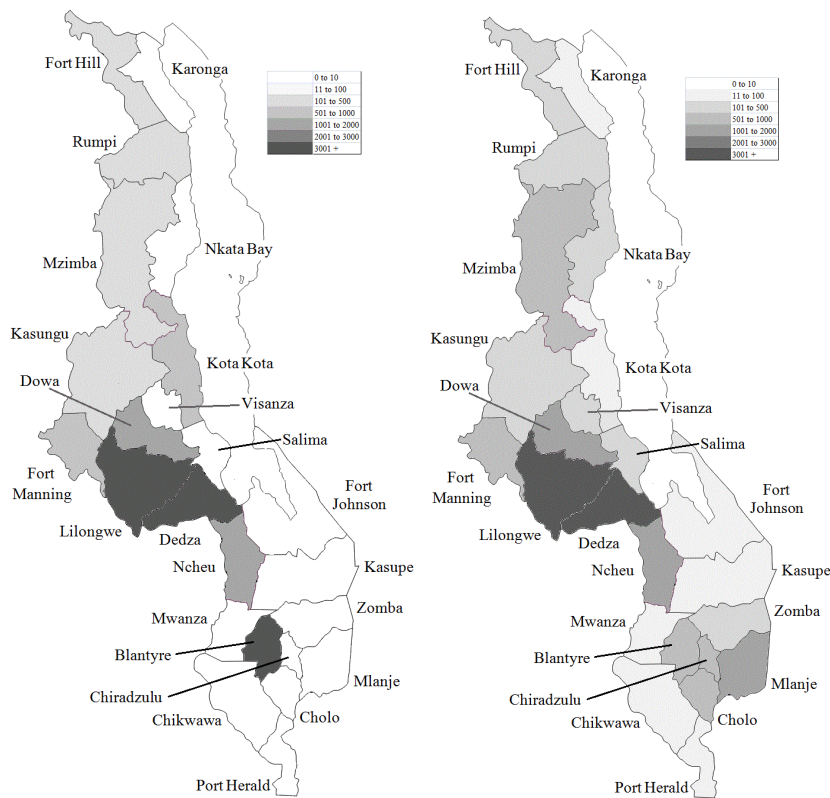 Fort Hill
Karonga
0 to 10
11 to 100
101 to 500
501 to 1000
1001 to 2000
2001 to 3000
3001 +
Rumpi
Nkata Bay
Mzimba
Kasungu
Kota Kota
Dowa
Visanza
Salima
Fort
Manning
Fort
Johnson
Lilongwe
Dedza
Ncheu
Kasupe
Mwanza
Zomba
Blantyre
Chiradzulu
Mlanje
Chikwawa
Cholo
Port Herald
Fort Hill
Karonga
0 to 10
11 to 100
101 to 500
501 to 1000
1001 to 2000
2001 to 3000
3001 +
Rumpi
Nkata Bay
Mzimba
Kasungu
Kota Kota
Dowa
Visanza
Salima
Fort
Manning
Fort
Johnson
Lilongwe
Dedza
Ncheu
Kasupe
Mwanza
Zomba
Blantyre
Chiradzulu
Mlanje
Chikwawa
Cholo
Port Herald